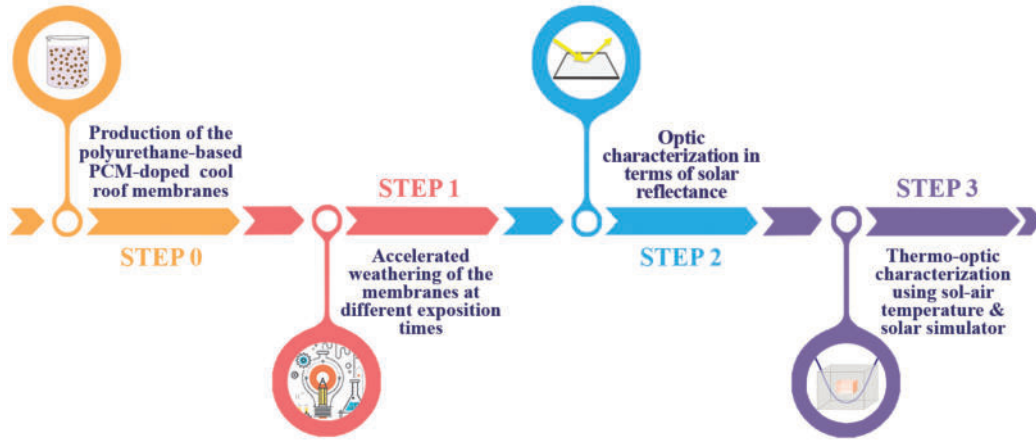 Production of the
polyurethane-based
PCM-doped cool
roof membranes
STEP 0
STEP 1
Accelerated
weathering of the
membranes at
different exposition
times
Optic
characterization in
terms of solar
reflectance
STEP 2
STEP 3
Thermo-optic
characterization
using sol-air
temperature &
solar simulator